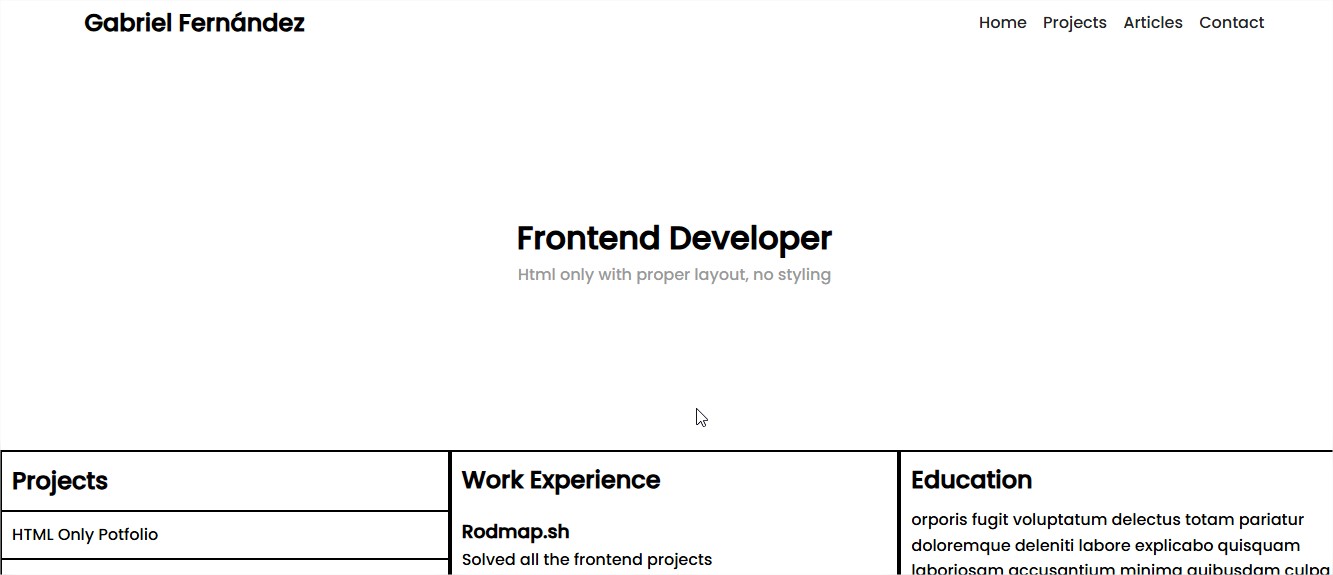 Gabriel Fernández
Home Projects Articles Contact
Frontend Developer
Html only with proper layout, no styling
Projects
HTML Only Potfolio
Work Experience
Rodmap.sh
Solved all the frontend projects
Education
orporis fugit voluptatum delectus totam pariatur
doloremque deleniti labore explicabo quisquam
laboriosam accusantium minima quibusdam culpa